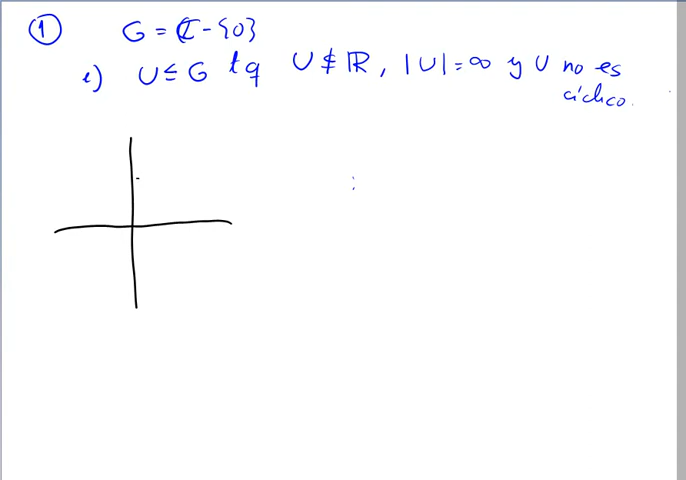 ① G = ℂ - {0}
e) U ≤ G tq U ⊄ ℝ, |U| = ∞ y U no es
cíclico.